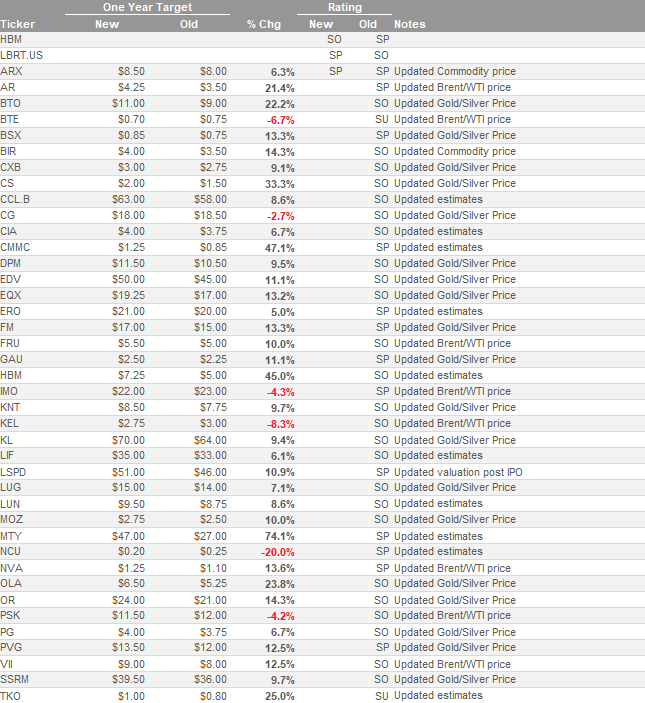 One Year Target Rating
Ticker New Old % Chg New Old Notes
HBM SO SP
LBRT.US SP SO
ARX $8.50 $8.00 6.3% SP SP Updated Commodity price
AR $4.25 $3.50 21.4% SP Updated Brent/WTI price
BTO $11.00 $9.00 22.2% SO Updated Gold/Silver Price
BTE $0.70 $0.75 -6.7% SU Updated Brent/WTI price
BSX $0.85 $0.75 13.3% SP Updated Gold/Silver Price
BIR $4.00 $3.50 14.3% SO Updated Commodity price
CXB $3.00 $2.75 9.1% SO Updated Gold/Silver Price
CS $2.00 $1.50 33.3% SO Updated Gold/Silver Price
CCL.B $63.00 $58.00 8.6% SO Updated estimates
CG $18.00 $18.50 -2.7% SO Updated Gold/Silver Price
CIA $4.00 $3.75 6.7% SO Updated estimates
CMMC $1.25 $0.85 47.1% SP Updated estimates
DPM $11.50 $10.50 9.5% SO Updated Gold/Silver Price
EDV $50.00 $45.00 11.1% SO Updated Gold/Silver Price
EQX $19.25 $17.00 13.2% SO Updated Gold/Silver Price
ERO $21.00 $20.00 5.0% SP Updated estimates
FM $17.00 $15.00 13.3% SP Updated Gold/Silver Price
FRU $5.50 $5.00 10.0% SO Updated Brent/WTI price
GAU $2.50 $2.25 11.1% SP Updated Gold/Silver Price
HBM $7.25 $5.00 45.0% SO Updated estimates
IMO $22.00 $23.00 -4.3% SP Updated Brent/WTI price
KNT $8.50 $7.75 9.7% SO Updated Gold/Silver Price
KEL $2.75 $3.00 -8.3% SO Updated Brent/WTI price
KL $70.00 $64.00 9.4% SO Updated Gold/Silver Price
LIF $35.00 $33.00 6.1% SO Updated estimates
LSPD $51.00 $46.00 10.9% SP Updated valuation post IPO
LUG $15.00 $14.00 7.1% SO Updated Gold/Silver Price
LUN $9.50 $8.75 8.6% SO Updated estimates
MOZ $2.75 $2.50 10.0% SO Updated Gold/Silver Price
MTY $47.00 $27.00 74.1% SP Updated estimates
NCU $0.20 $0.25 -20.0% SP Updated estimates
NVA $1.25 $1.10 13.6% SP Updated Brent/WTI price
OLA $6.50 $5.25 23.8% SO Updated Gold/Silver Price
OR $24.00 $21.00 14.3% SO Updated Gold/Silver Price
PSK $11.50 $12.00 -4.2% SO Updated Brent/WTI price
PG $4.00 $3.75 6.7% SO Updated Gold/Silver Price
PVG $13.50 $12.00 12.5% SP Updated Gold/Silver Price
VII $9.00 $8.00 12.5% SO Updated Brent/WTI price
SSRM $39.50 $36.00 9.7% SO Updated Gold/Silver Price
TKO $1.00 $0.80 25.0% SU Updated estimates